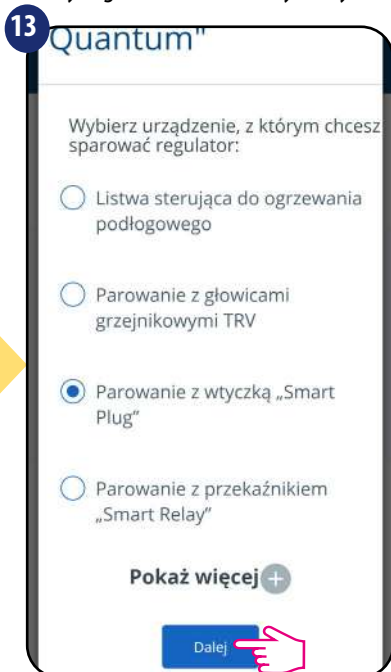 13
Quantum"
Wybierz urządzenie, z którym chcesz
sparować regulator:
Listwa sterująca do ogrzewania
podłogowego
Parowanie z głowicami
grzejnikowymi TRV
Parowanie z wtyczką „Smart
Plug”
Parowanie z przekaźnikiem
„Smart Relay”
Pokaż więcej +
Dalej